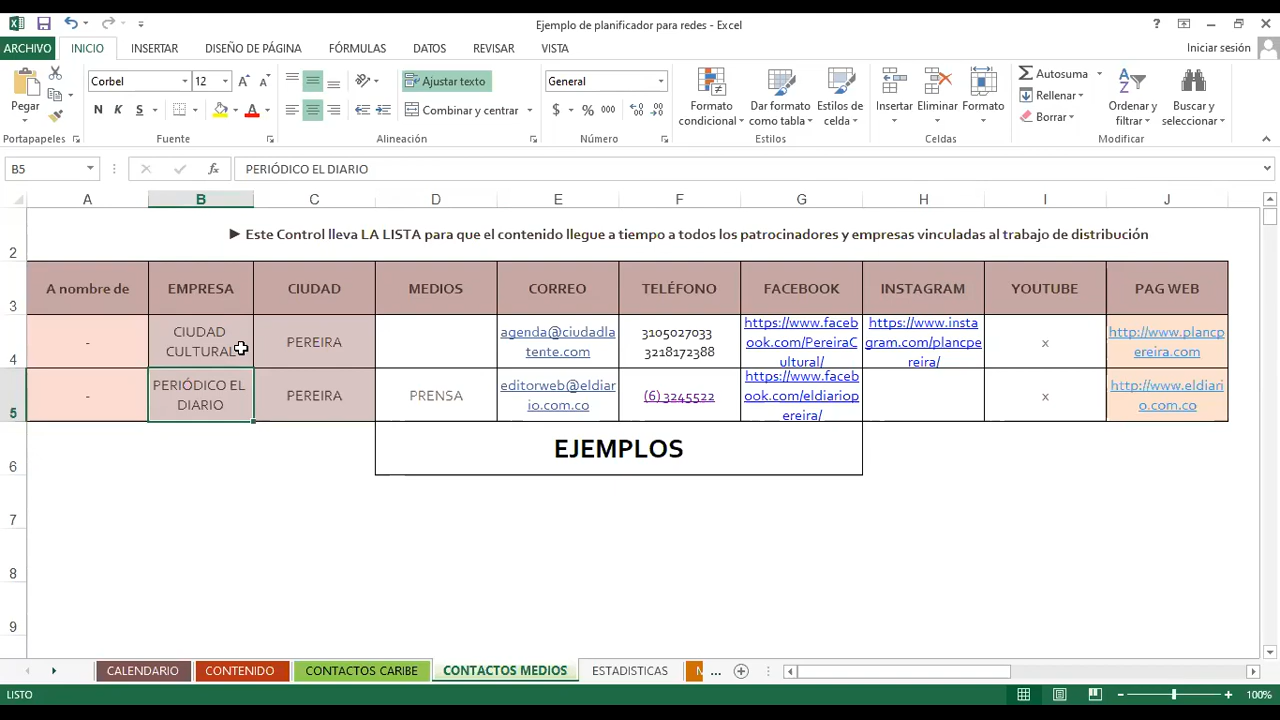 Ejemplo de planificador para redes - Excel
ARCHIVO INICIO INSERTAR DISEÑO DE PÁGINA FÓRMULAS DATOS REVISAR VISTA Iniciar sesión
Pegar
Corbel 12
N K S
Ajustar texto
Combinar y centrar
General
$ % 000
Formato condicional
Dar formato como tabla
Estilos de celda
Insertar
Eliminar
Formato
Autosuma
Rellenar
Borrar
Ordenar y filtrar
Buscar y seleccionar
Portapapeles Fuente Alineación Número Estilos Celdas Modificar
B5 fx PERIÓDICO EL DIARIO
A B C D E F G H I J
2 ► Este Control lleva LA LISTA para que el contenido llegue a tiempo a todos los patrocinadores y empresas vinculadas al trabajo de distribución
3 A nombre de EMPRESA CIUDAD MEDIOS CORREO TELÉFONO FACEBOOK INSTAGRAM YOUTUBE PAG WEB
4
-
CIUDAD
CULTURAL
PEREIRA
agenda@ciudadla
tente.com
3105027033
3218172388
https://www.faceb
ook.com/PereiraC
ultural/
https://www.insta
gram.com/plancpe
reira/
x
http://www.plancp
ereira.com
5
-
PERIÓDICO EL
DIARIO
PEREIRA
PRENSA
editorweb@eldiar
io.com.co
(6) 3245522
https://www.faceb
ook.com/eldiariop
ereira/
x
http://www.eldiari
o.com.co
6 EJEMPLOS
7
8
9
CALENDARIO CONTENIDO CONTACTOS CARIBE CONTACTOS MEDIOS ESTADISTICAS ...
LISTO 100%